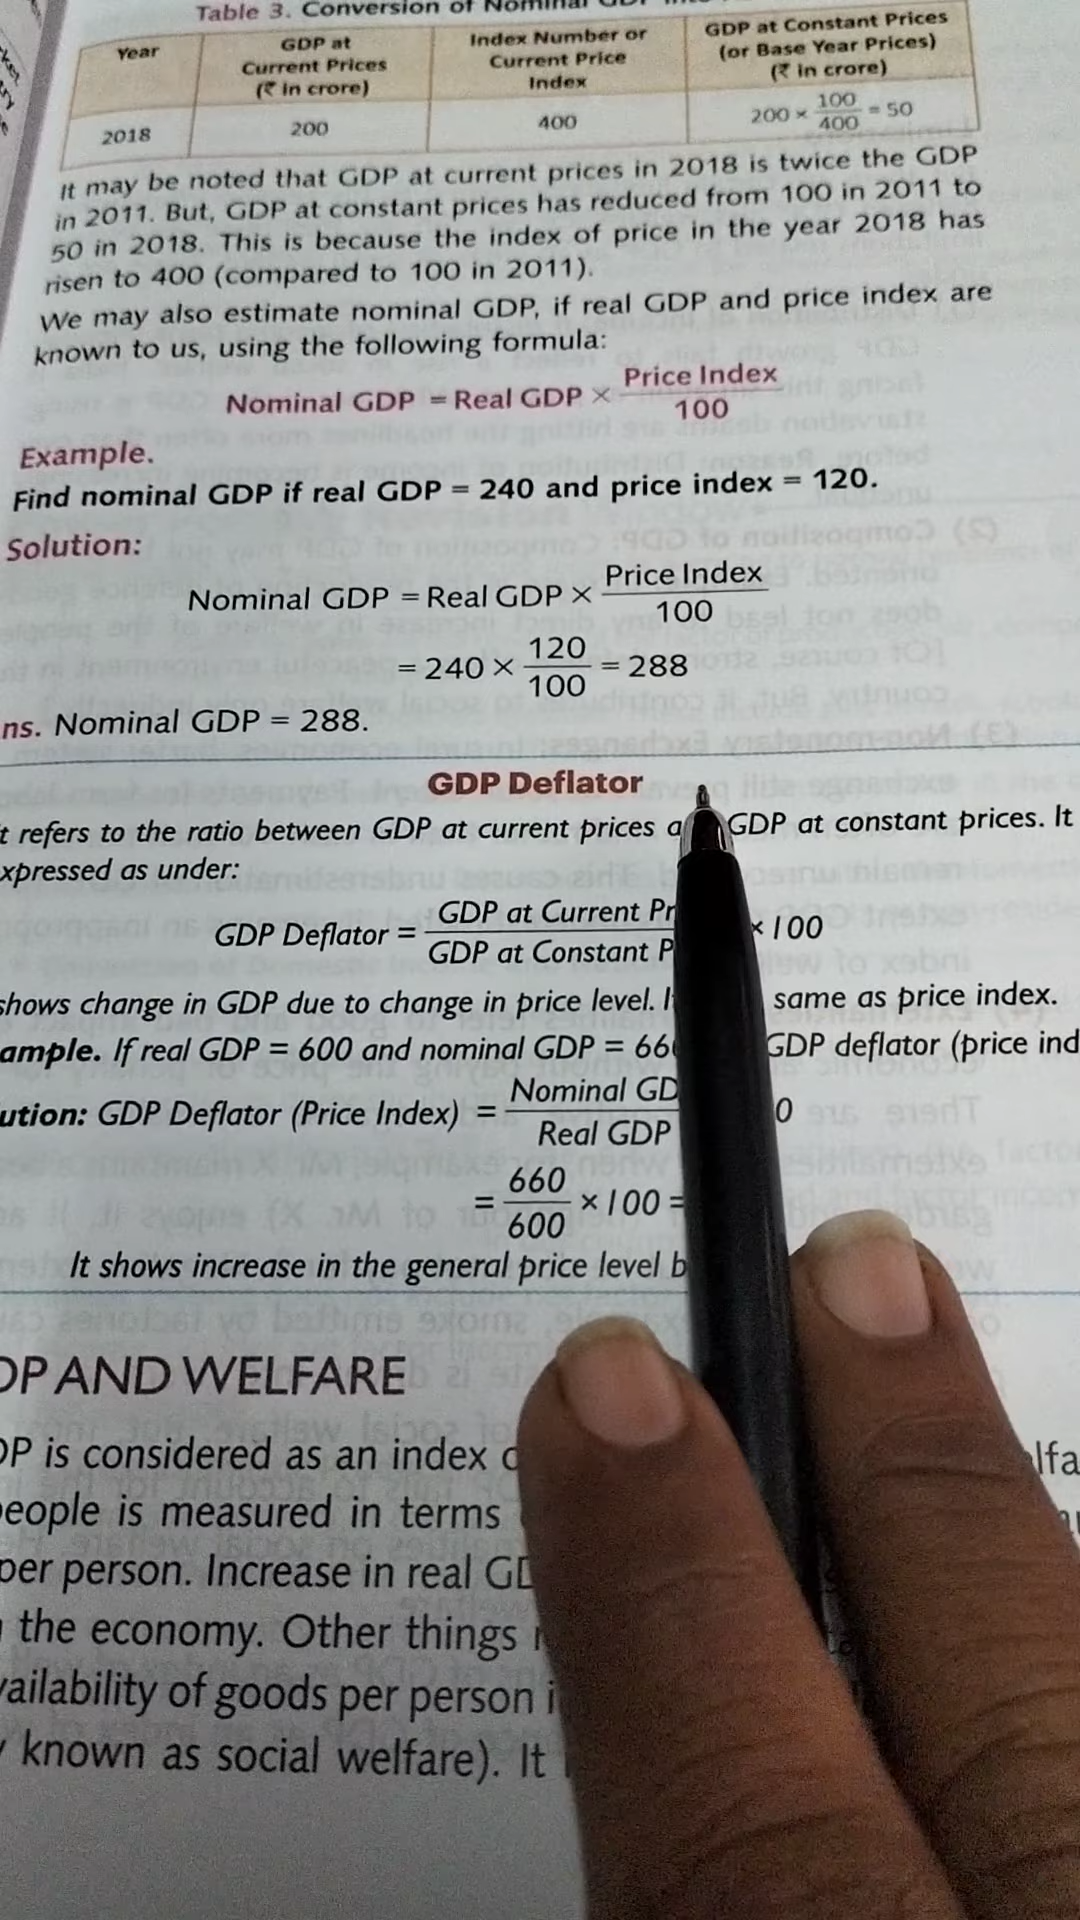 Table 3. Conversion of Nominal GDP
Year
GDP at
Current Prices
(₹ in crore)
Index Number or
Current Price
Index
GDP at Constant Prices
(or Base Year Prices)
(₹ in crore)
2018
200
400
200 × 100/400 = 50
It may be noted that GDP at current prices in 2018 is twice the GDP
in 2011. But, GDP at constant prices has reduced from 100 in 2011 to
50 in 2018. This is because the index of price in the year 2018 has
risen to 400 (compared to 100 in 2011).
We may also estimate nominal GDP, if real GDP and price index are
known to us, using the following formula:
Nominal GDP = Real GDP × Price Index/100
Example.
Find nominal GDP if real GDP = 240 and price index = 120.
Solution:
Nominal GDP = Real GDP × Price Index/100
= 240 × 120/100 = 288
ns. Nominal GDP = 288.
GDP Deflator
t refers to the ratio between GDP at current prices a GDP at constant prices. It
xpressed as under:
GDP Deflator = GDP at Current Pr/GDP at Constant P × 100
shows change in GDP due to change in price level. I same as price index.
ample. If real GDP = 600 and nominal GDP = 66 GDP deflator (price ind
ution: GDP Deflator (Price Index) = Nominal GD/Real GDP 0
= 660/600 × 100 =
It shows increase in the general price level b
DP AND WELFARE
DP is considered as an index lfa
people is measured in terms
per person. Increase in real GD
the economy. Other things
vailability of goods per person i
known as social welfare). It